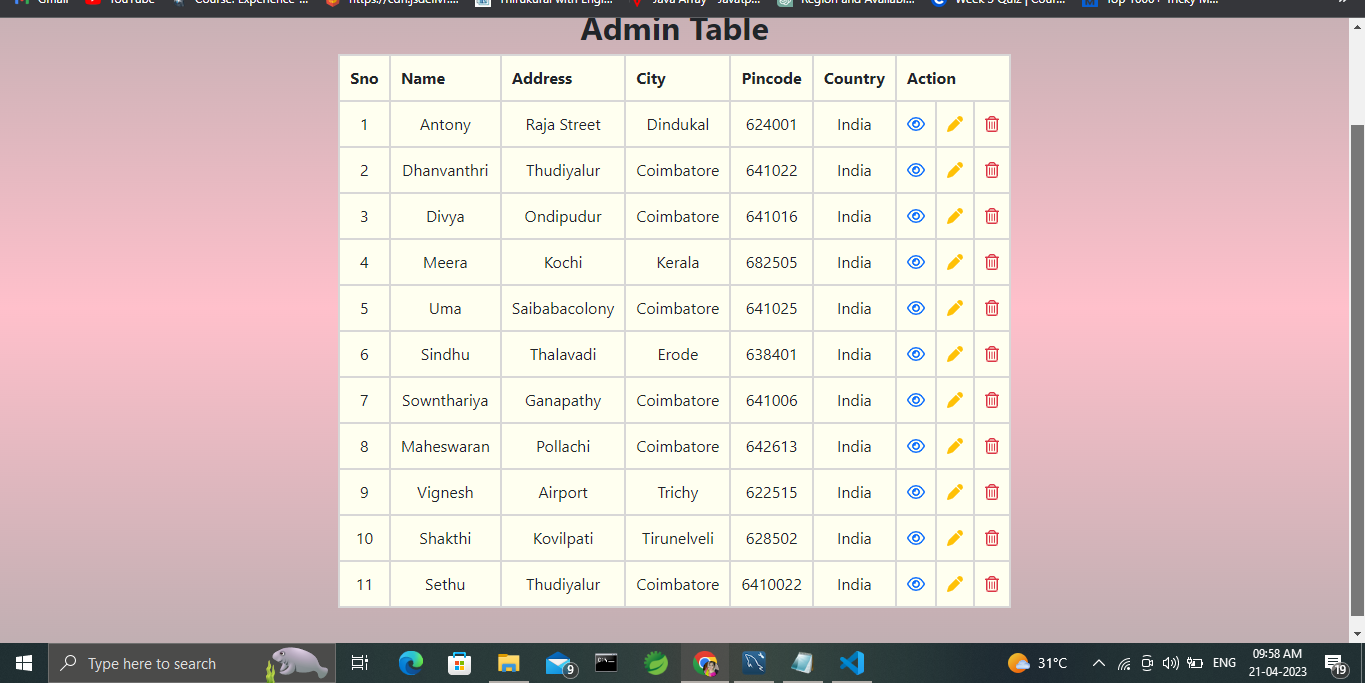 Gmail YouTube Course: Experience ... https://cdn.jsdelivr.... Thirukural with Engl... Java Array - Javatp... Region and Availabl... Week 3 Quiz | Cour... Top 1000+ Tricky M... »
Admin Table
Sno Name Address City Pincode Country Action
1 Antony Raja Street Dindukal 624001 India
2 Dhanvanthri Thudiyalur Coimbatore 641022 India
3 Divya Ondipudur Coimbatore 641016 India
4 Meera Kochi Kerala 682505 India
5 Uma Saibabacolony Coimbatore 641025 India
6 Sindhu Thalavadi Erode 638401 India
7 Sownthariya Ganapathy Coimbatore 641006 India
8 Maheswaran Pollachi Coimbatore 642613 India
9 Vignesh Airport Trichy 622515 India
10 Shakthi Kovilpati Tirunelveli 628502 India
11 Sethu Thudiyalur Coimbatore 6410022 India
Type here to search 9 31°C ENG 09:58 AM
21-04-2023 19